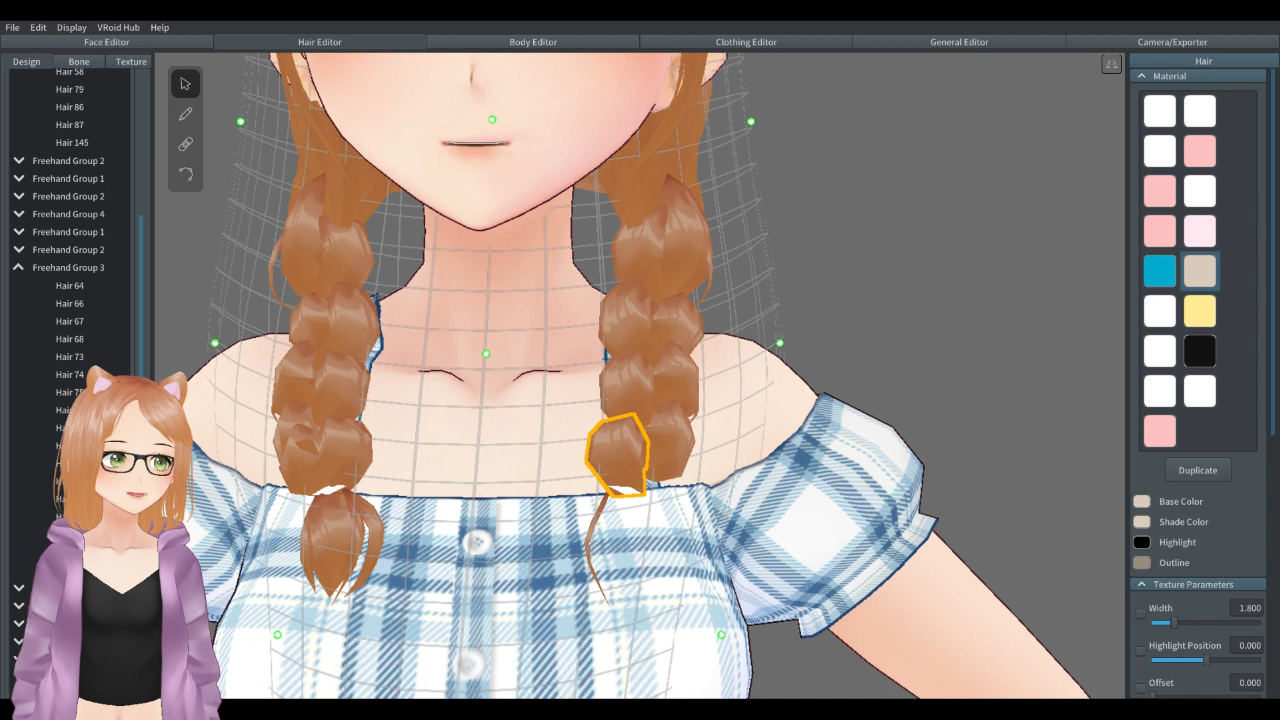 File Edit Display VRoid Hub Help
Face Editor Hair Editor Body Editor Clothing Editor General Editor Camera/Exporter
Design Bone Texture
Hair 58
Hair 79
Hair 86
Hair 87
Hair 145
Freehand Group 2
Freehand Group 1
Freehand Group 2
Freehand Group 4
Freehand Group 1
Freehand Group 2
Freehand Group 3
Hair 64
Hair 66
Hair 67
Hair 68
Hair 73
Hair 74
Hair
Material
Duplicate
Base Color
Shade Color
Highlight
Outline
Texture Parameters
Width 1.800
Highlight Position 0.000
Offset 0.000